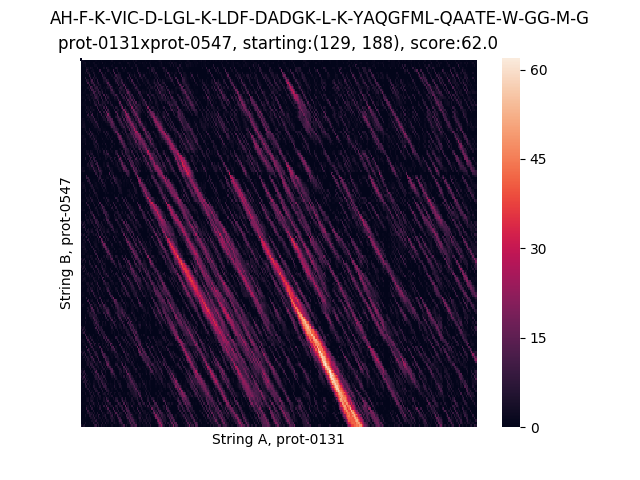 AH-F-K-VIC-D-LGL-K-LDF-DADGK-L-K-YAQGFML-QAATE-W-GG-M-G
prot-0131xprot-0547, starting:(129, 188), score:62.0
60
45
30
15
0
String B, prot-0547
String A, prot-0131